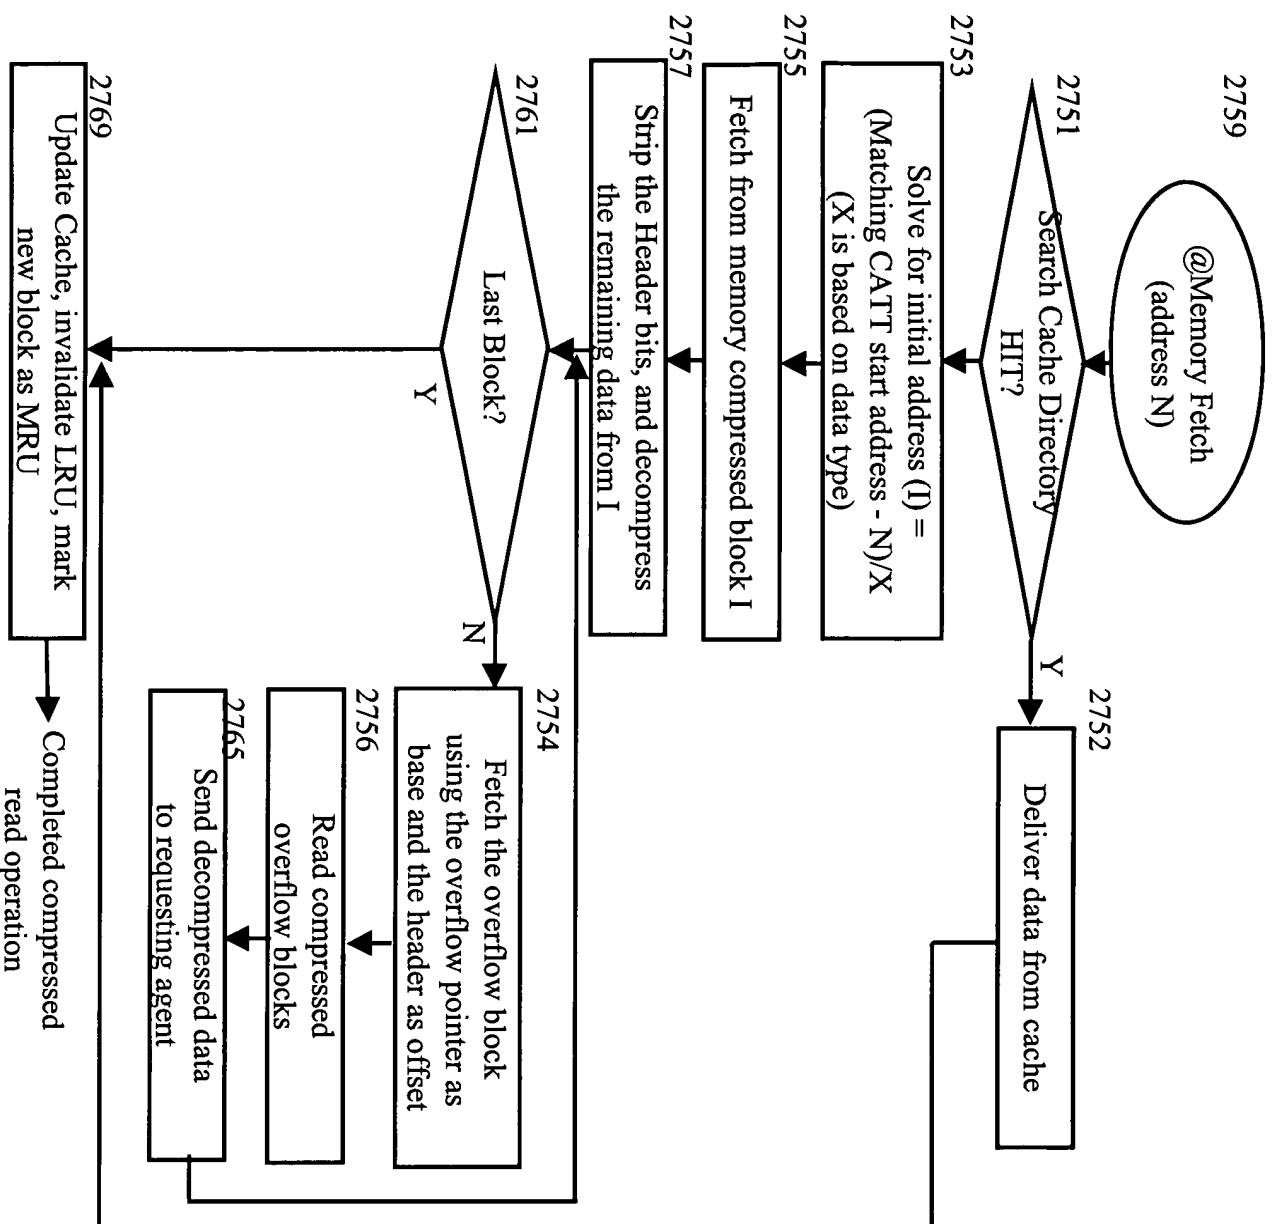 2759
@Memory Fetch
(address N)
2751
Search Cache Directory
HIT?
Y
2752
Deliver data from cache
2753
Solve for initial address (I) =
(Matching CATT start address - N)/X
(X is based on data type)
2755
Fetch from memory compressed block I
2757
Strip the Header bits, and decompress
the remaining data from I
2761
Last Block?
N
Y
2754
Fetch the overflow block
using the overflow pointer as
base and the header as offset
2756
Read compressed
overflow blocks
2765
Send decompressed data
to requesting agent
2769
Update Cache, invalidate LRU, mark
new block as MRU
Completed compressed
read operation